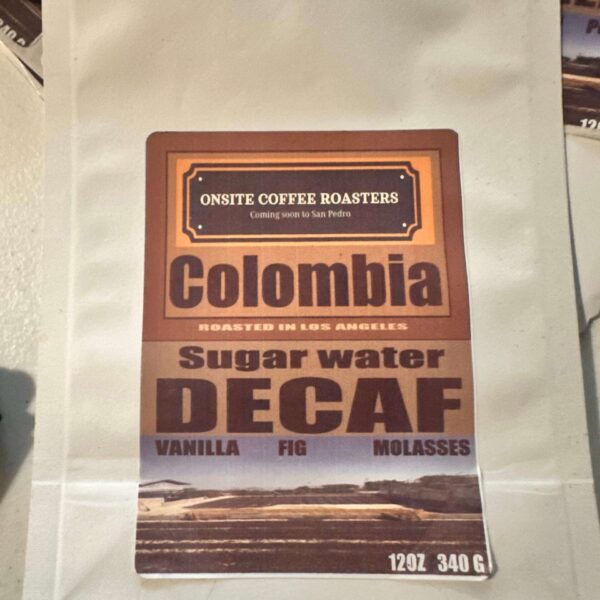 ONSITE COFFEE ROASTERS
Coming soon to San Pedro
Colombia
ROASTED IN LOS ANGELES
Sugar water
DECAF
VANILLA FIG MOLASSES
12OZ 340 G
340 G